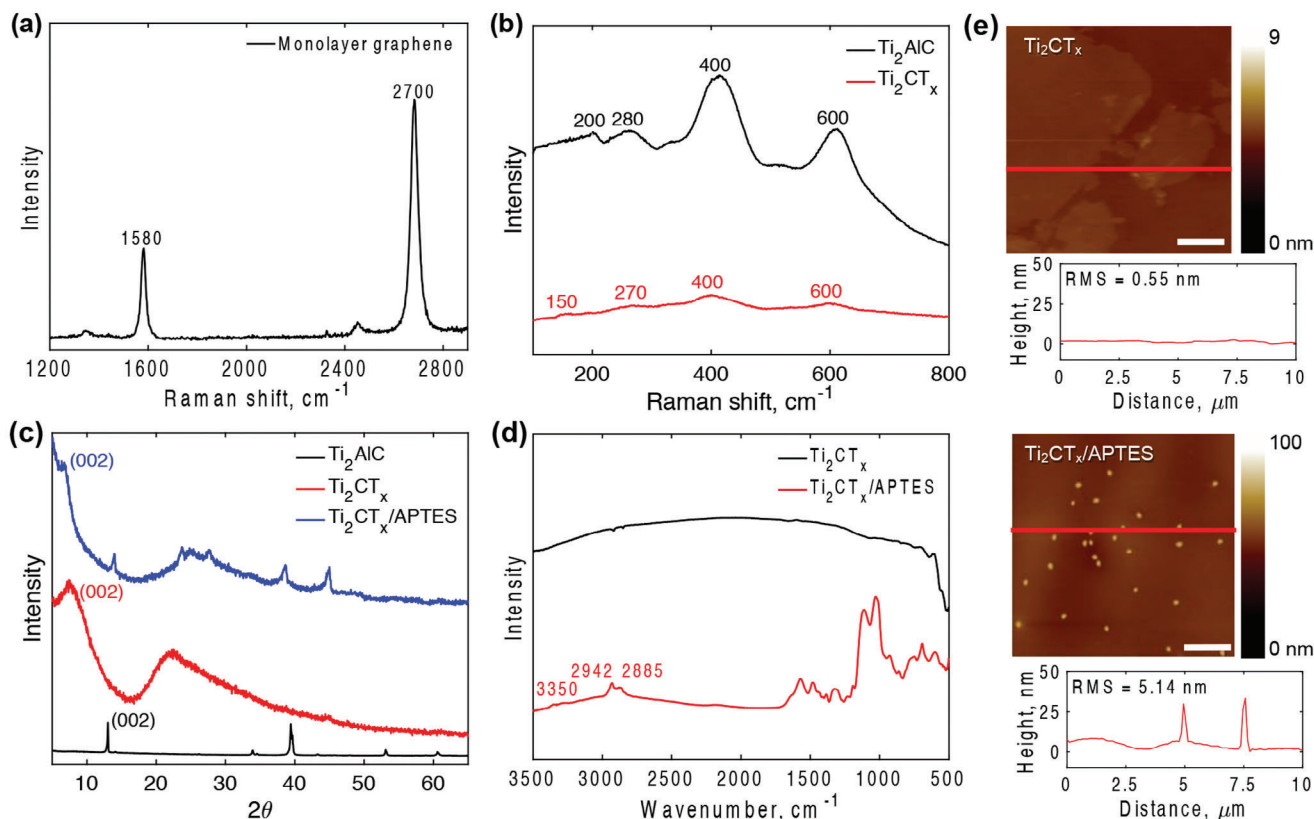 (a)
Monolayer graphene
2700
1580
Intensity
1200 1600 2000 2400 2800
Raman shift, cm⁻¹
(b)
Ti₂AlC
Ti₂CTₓ
400
200 280 600
150 270 400 600
Intensity
200 400 600 800
Raman shift, cm⁻¹
(e)
Ti₂CTₓ
9
0 nm
50
25
0
Height, nm
RMS = 0.55 nm
0 2.5 5 7.5 10
Distance, μm
(c)
(002)
Ti₂AlC
Ti₂CTₓ
Ti₂CTₓ/APTES
(002)
(002)
Intensity
10 20 30 40 50 60
2θ
(d)
Ti₂CTₓ
Ti₂CTₓ/APTES
2942 2885
3350
Intensity
3500 3000 2500 2000 1500 1000 500
Wavenumber, cm⁻¹
Ti₂CTₓ/APTES
100
0 nm
50
25
0
Height, nm
RMS = 5.14 nm
0 2.5 5 7.5 10
Distance, μm